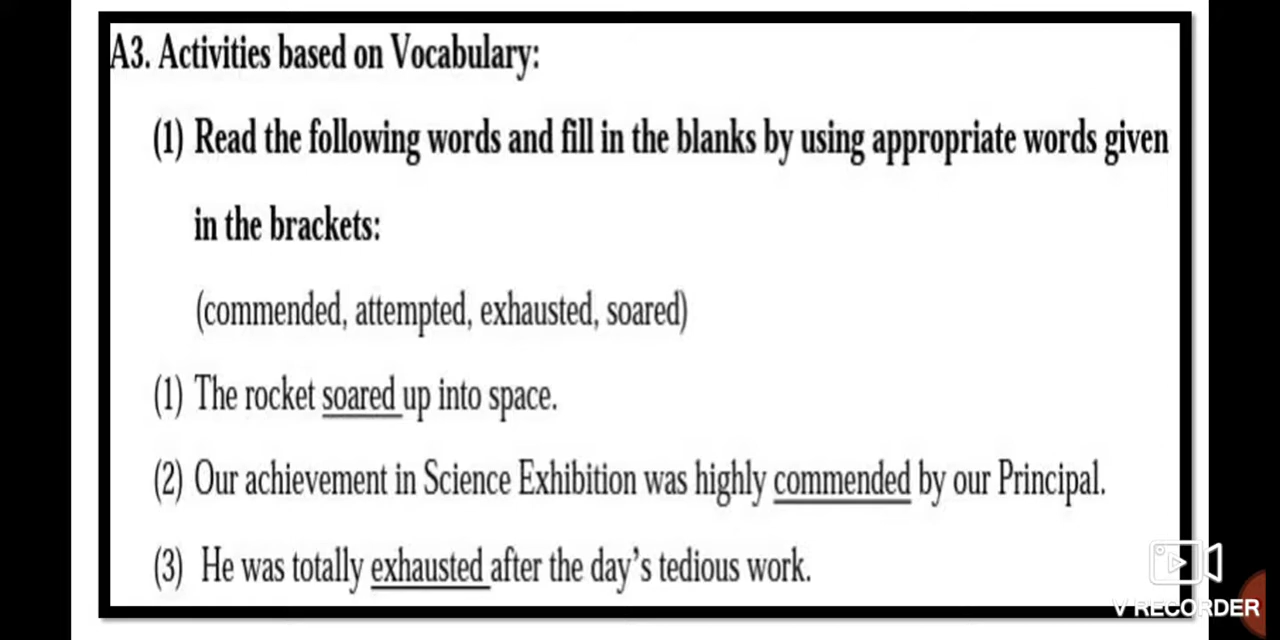 A3. Activities based on Vocabulary:
(1) Read the following words and fill in the blanks by using appropriate words given
in the brackets:
(commended, attempted, exhausted, soared)
(1) The rocket soared up into space.
(2) Our achievement in Science Exhibition was highly commended by our Principal.
(3) He was totally exhausted after the day's tedious work.
V RECORDER